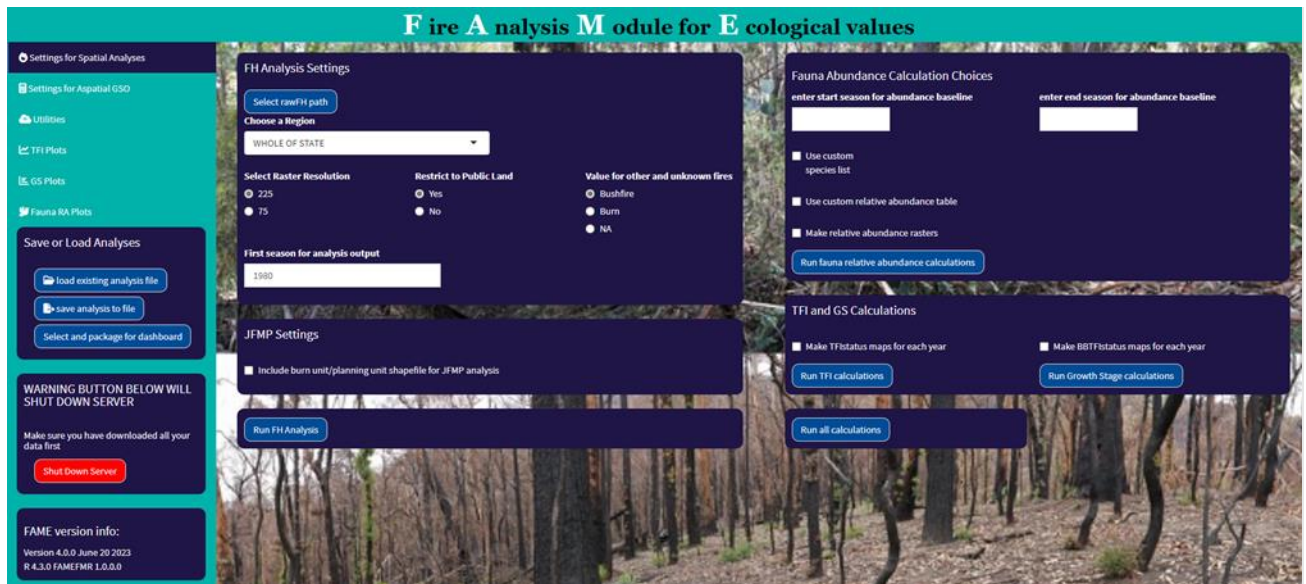 F ire A nalysis M odule for E cological values
Settings for Spatial Analyses
Settings for Aspatial GSO
Utilities
TFI Plots
GS Plots
Fauna RA Plots
Save or Load Analyses
load existing analysis file
save analysis to file
Select and package for dashboard
WARNING BUTTON BELOW WILL
SHUT DOWN SERVER
Make sure you have downloaded all your
data first
Shut Down Server
FAME version info:
Version 4.0.0 June 20 2023
R 4.3.0 FAMEFMR 1.0.0.0
FH Analysis Settings
Select rawFH path
Choose a Region
WHOLE OF STATE
Select Raster Resolution
225
75
Restrict to Public Land
Yes
No
Value for other and unknown fires
Bushfire
Burn
NA
First season for analysis output
1980
JFMP Settings
Include burn unit/planning unit shapefile for JFMP analysis
Run FH Analysis
Fauna Abundance Calculation Choices
enter start season for abundance baseline
enter end season for abundance baseline
Use custom
species list
Use custom relative abundance table
Make relative abundance rasters
Run fauna relative abundance calculations
TFI and GS Calculations
Make TFIstatus maps for each year
Make BBTFIstatus maps for each year
Run TFI calculations
Run Growth Stage calculations
Run all calculations